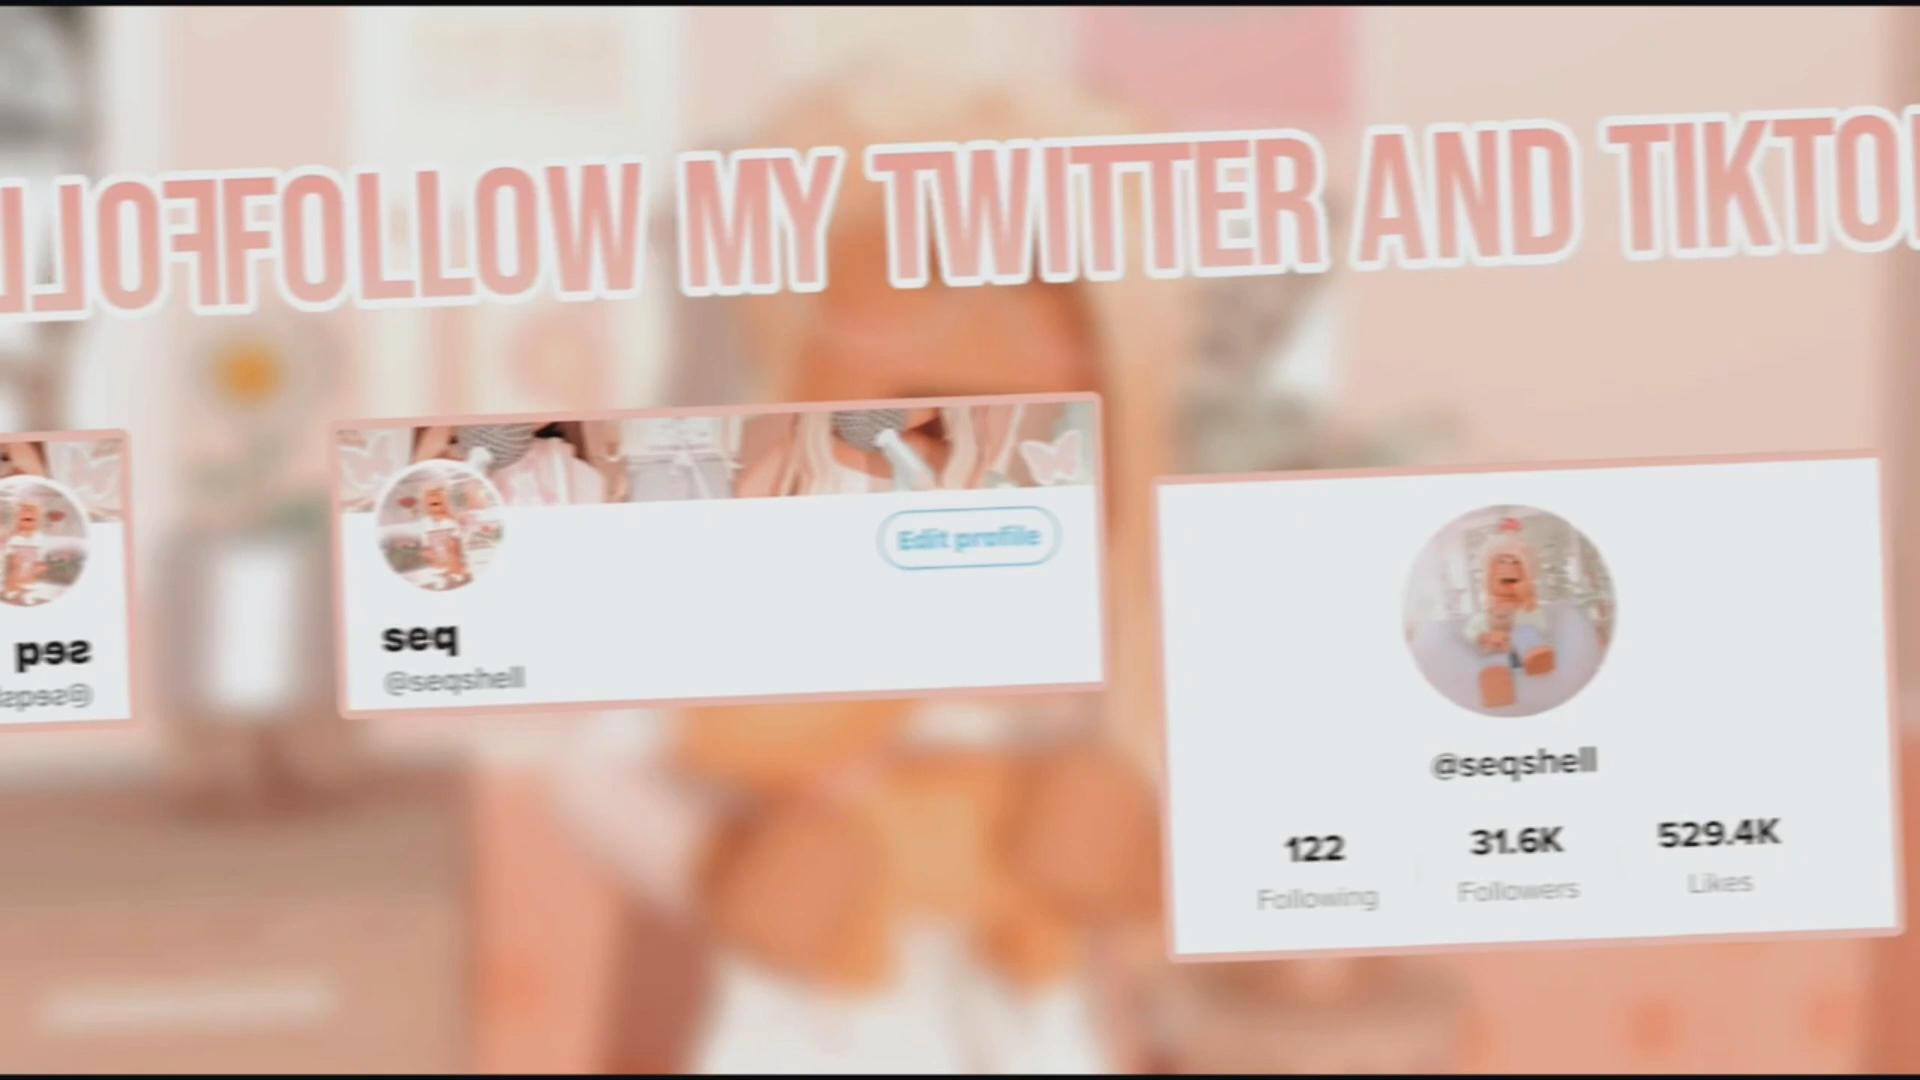 FOLLOW MY TWITTER AND TIKTO
Edit profile
seq
@seqshell
@seqshell
122 31.6K 529.4K
Following Followers Likes
seq